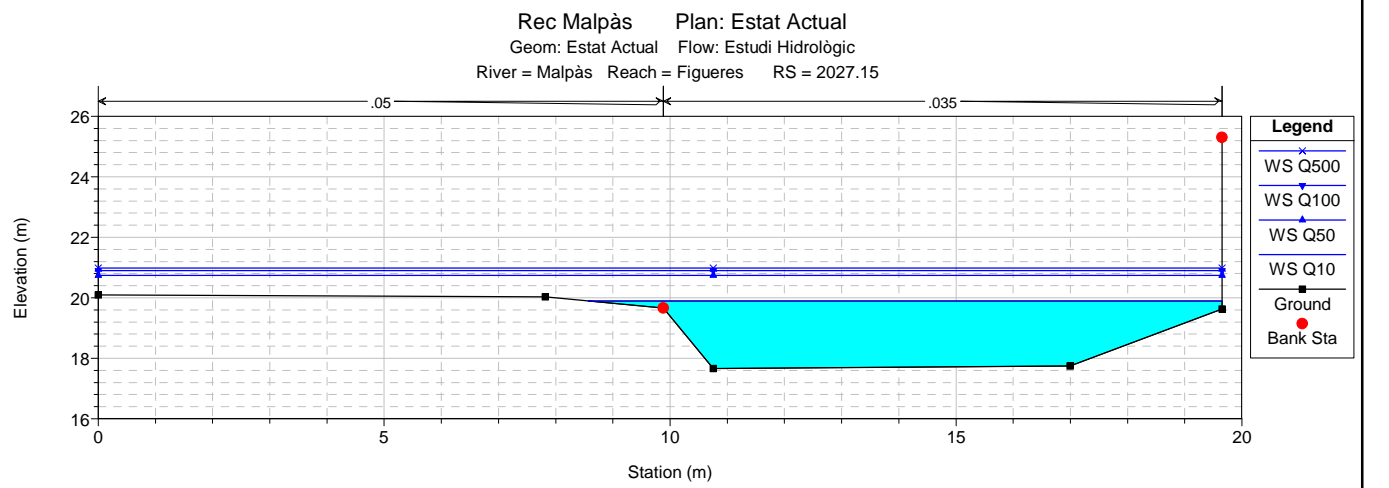 Rec Malpàs Plan: Estat Actual
Geom: Estat Actual Flow: Estudi Hidrològic
River = Malpàs Reach = Figueres RS = 2027.15
.05 .035
26
24
22
20
18
16
Elevation (m)
0 5 10 15 20
Station (m)
Legend
WS Q500
WS Q100
WS Q50
WS Q10
Ground
Bank Sta